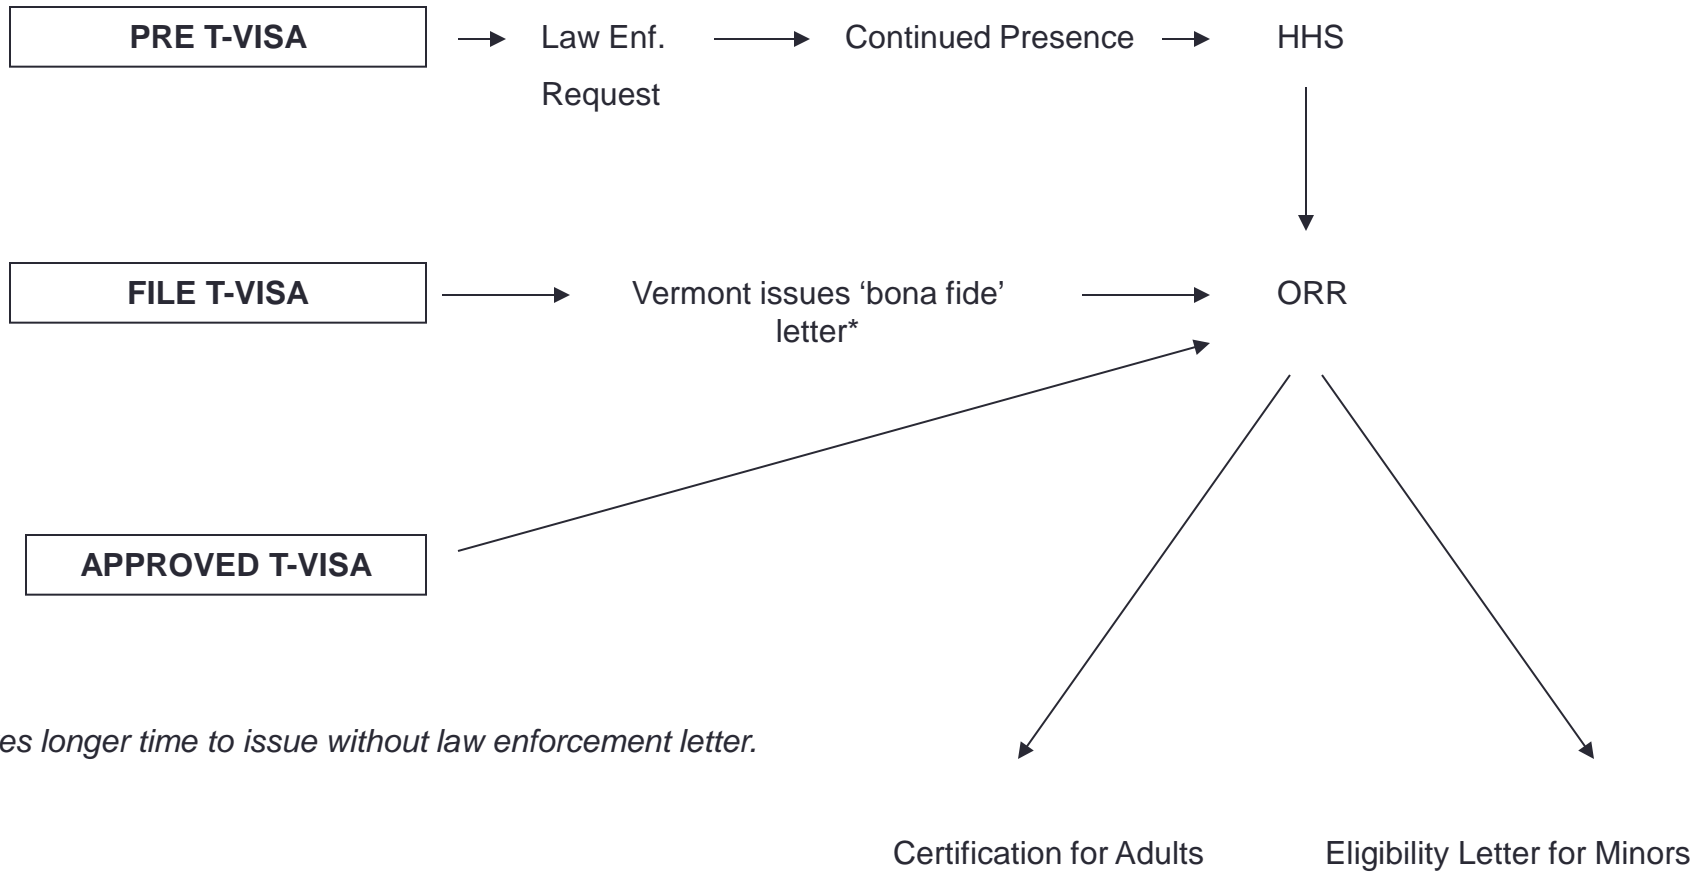 PRE T-VISA
Law Enf.
Request
Continued Presence
HHS
FILE T-VISA
Vermont issues ‘bona fide’
letter*
ORR
APPROVED T-VISA
longer time to issue without law enforcement letter.
Certification for Adults
Eligibility Letter for Minors